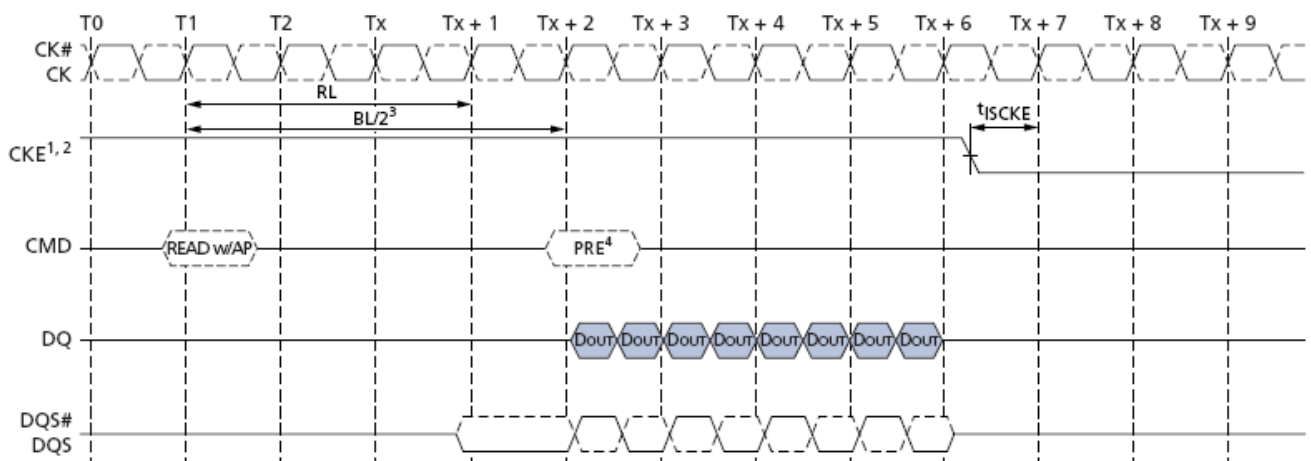 T0 T1 T2 Tx Tx + 1 Tx + 2 Tx + 3 Tx + 4 Tx + 5 Tx + 6 Tx + 7 Tx + 8 Tx + 9
CK#
CK
RL
BL/2³
tISCKE
CKE¹˒ ²
CMD READ w/AP PRE⁴
DQ DOUT DOUT DOUT DOUT DOUT DOUT DOUT DOUT
DQS#
DQS